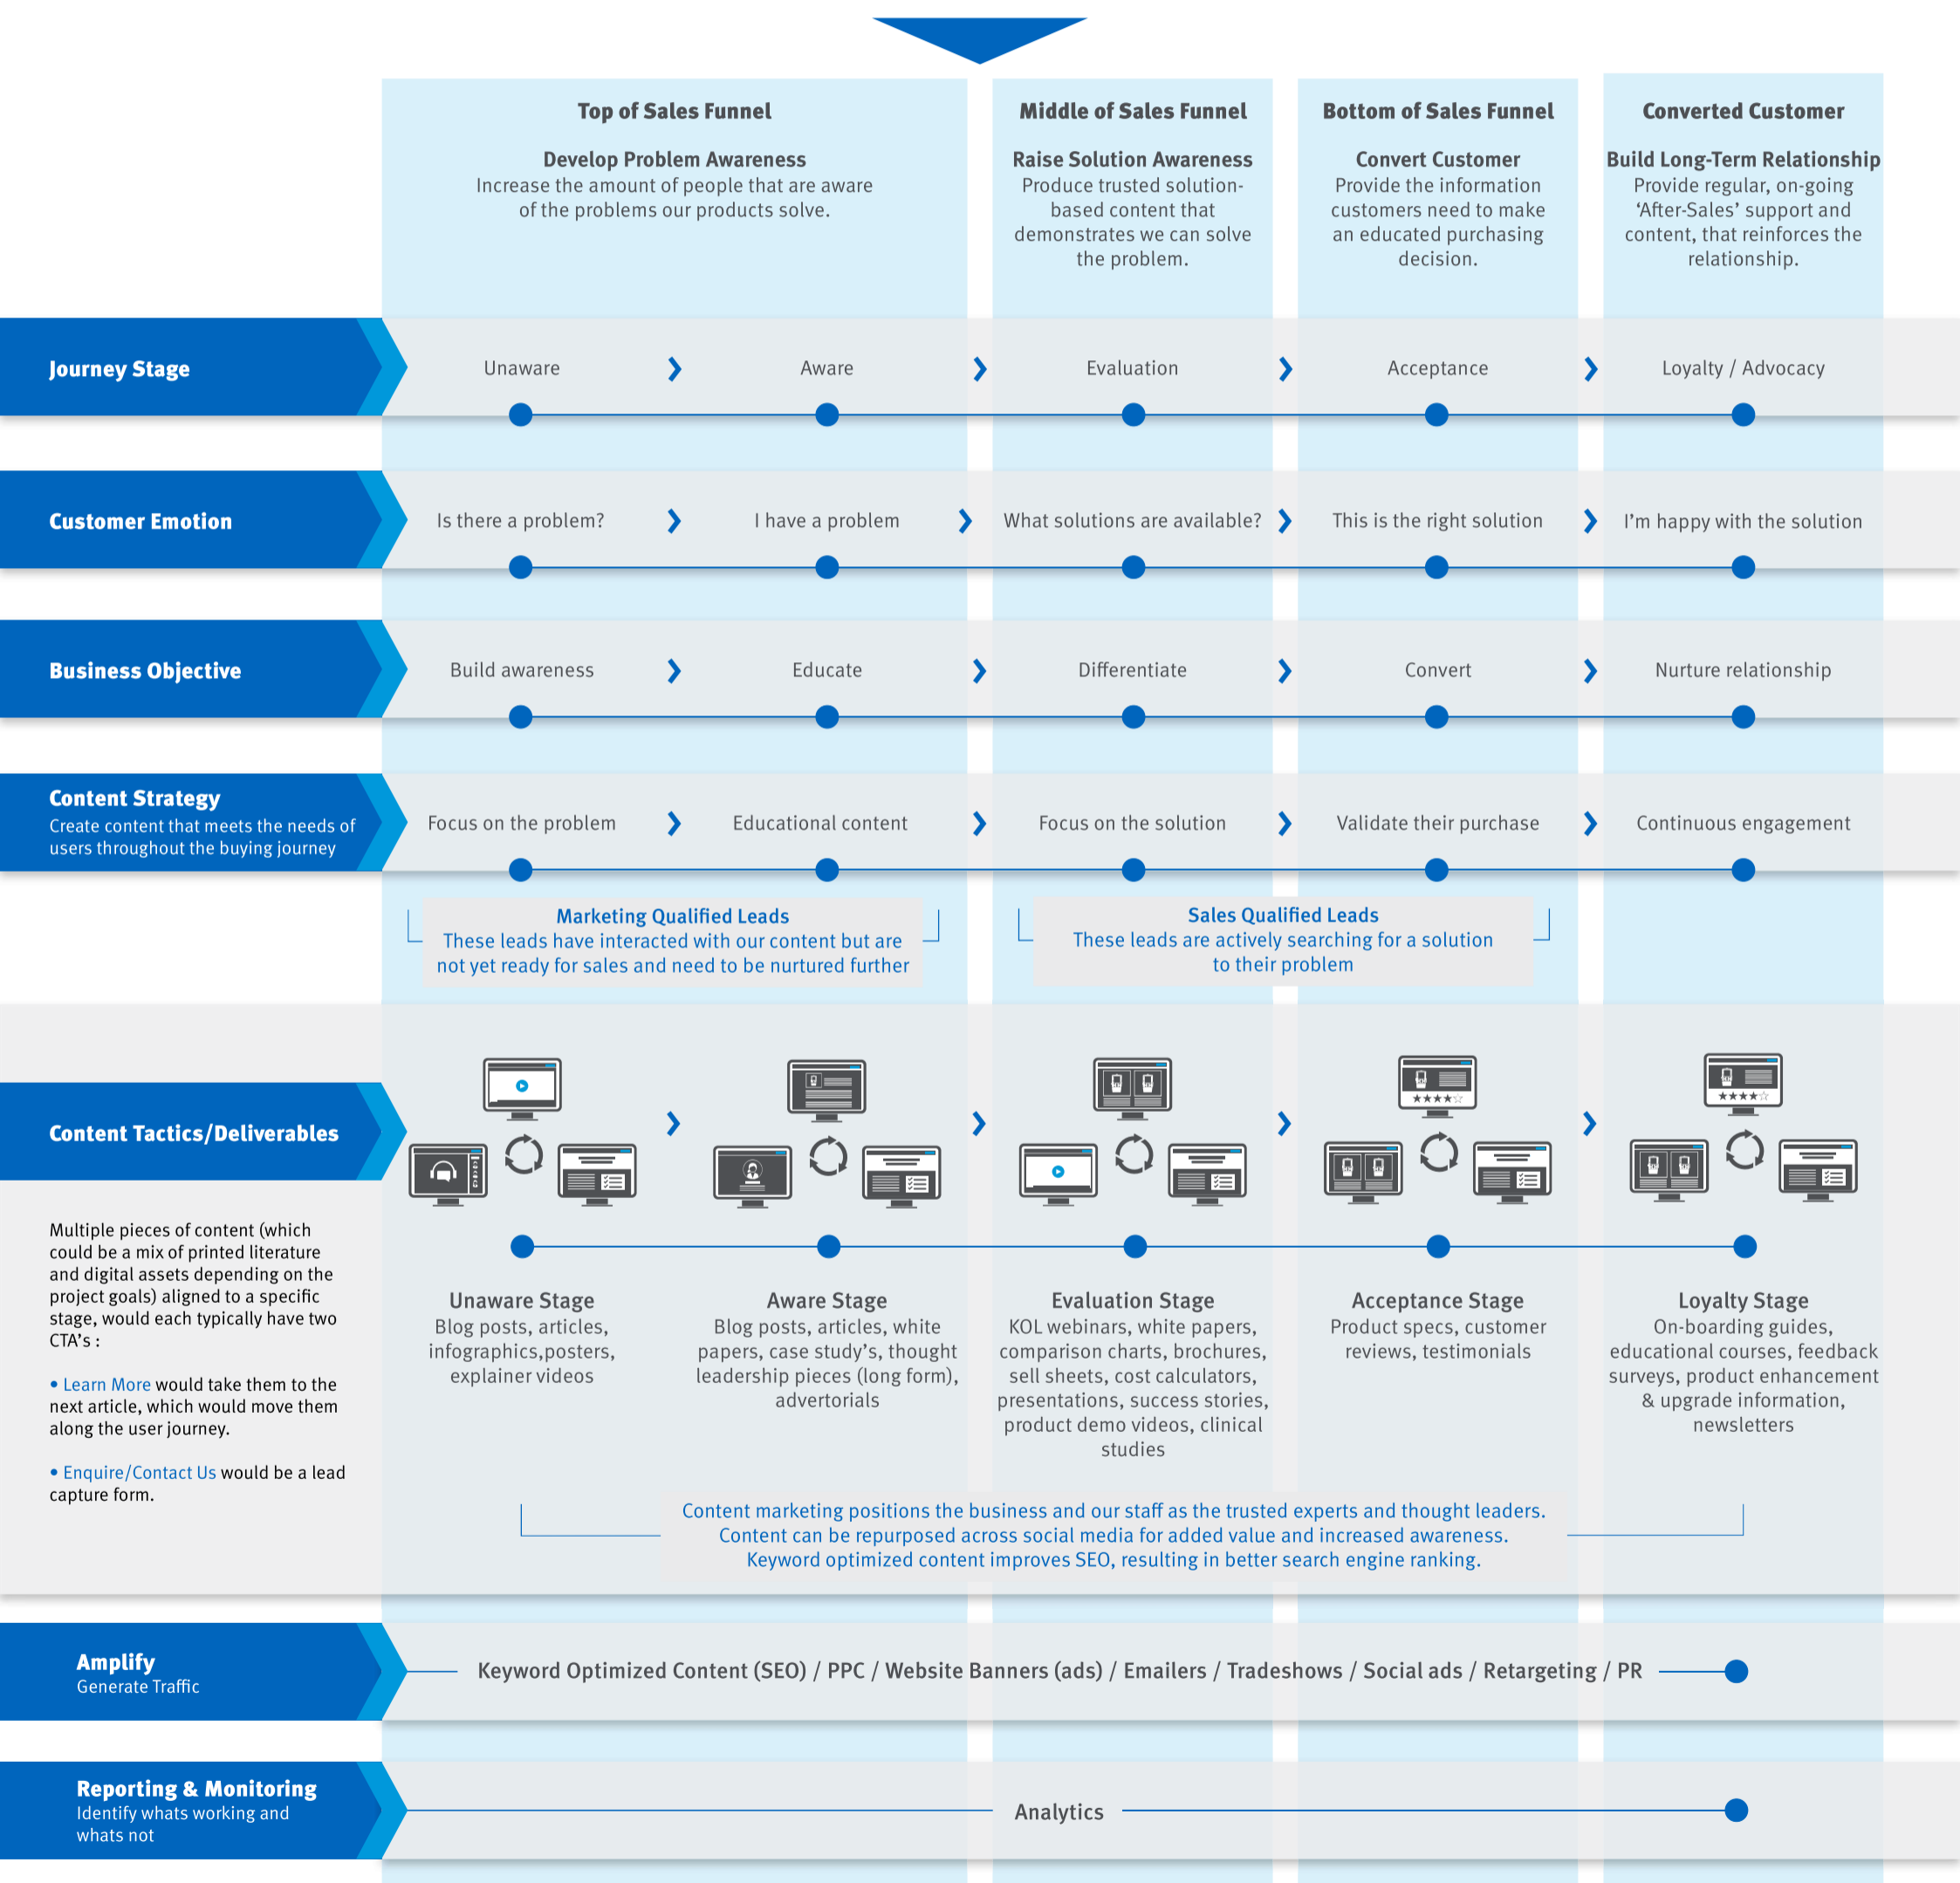 Top of Sales Funnel
Develop Problem Awareness
Increase the amount of people that are aware
of the problems our products solve.
Middle of Sales Funnel
Raise Solution Awareness
Produce trusted solution-
based content that
demonstrates we can solve
the problem.
Bottom of Sales Funnel
Convert Customer
Provide the information
customers need to make
an educated purchasing
decision.
Converted Customer
Build Long-Term Relationship
Provide regular, on-going
‘After-Sales’ support and
content, that reinforces the
relationship.
Journey Stage
Unaware
Aware
Evaluation
Acceptance
Loyalty / Advocacy
Customer Emotion
Is there a problem?
I have a problem
What solutions are available?
This is the right solution
I’m happy with the solution
Business Objective
Build awareness
Educate
Differentiate
Convert
Nurture relationship
Content Strategy
Create content that meets the needs of
users throughout the buying journey
Focus on the problem
Educational content
Focus on the solution
Validate their purchase
Continuous engagement
Marketing Qualified Leads
These leads have interacted with our content but are
not yet ready for sales and need to be nurtured further
Sales Qualified Leads
These leads are actively searching for a solution
to their problem
Content Tactics/Deliverables
Multiple pieces of content (which
could be a mix of printed literature
and digital assets depending on the
project goals) aligned to a specific
stage, would each typically have two
CTA’s :
• Learn More would take them to the
next article, which would move them
along the user journey.
• Enquire/Contact Us would be a lead
capture form.
Unaware Stage
Blog posts, articles,
infographics,posters,
explainer videos
Aware Stage
Blog posts, articles, white
papers, case study’s, thought
leadership pieces (long form),
advertorials
Evaluation Stage
KOL webinars, white papers,
comparison charts, brochures,
sell sheets, cost calculators,
presentations, success stories,
product demo videos, clinical
studies
Acceptance Stage
Product specs, customer
reviews, testimonials
Loyalty Stage
On-boarding guides,
educational courses, feedback
surveys, product enhancement
& upgrade information,
newsletters
Content marketing positions the business and our staff as the trusted experts and thought leaders.
Content can be repurposed across social media for added value and increased awareness.
Keyword optimized content improves SEO, resulting in better search engine ranking.
Amplify
Generate Traffic
Keyword Optimized Content (SEO) / PPC / Website Banners (ads) / Emailers / Tradeshows / Social ads / Retargeting / PR
Reporting & Monitoring
Identify whats working and
whats not
Analytics